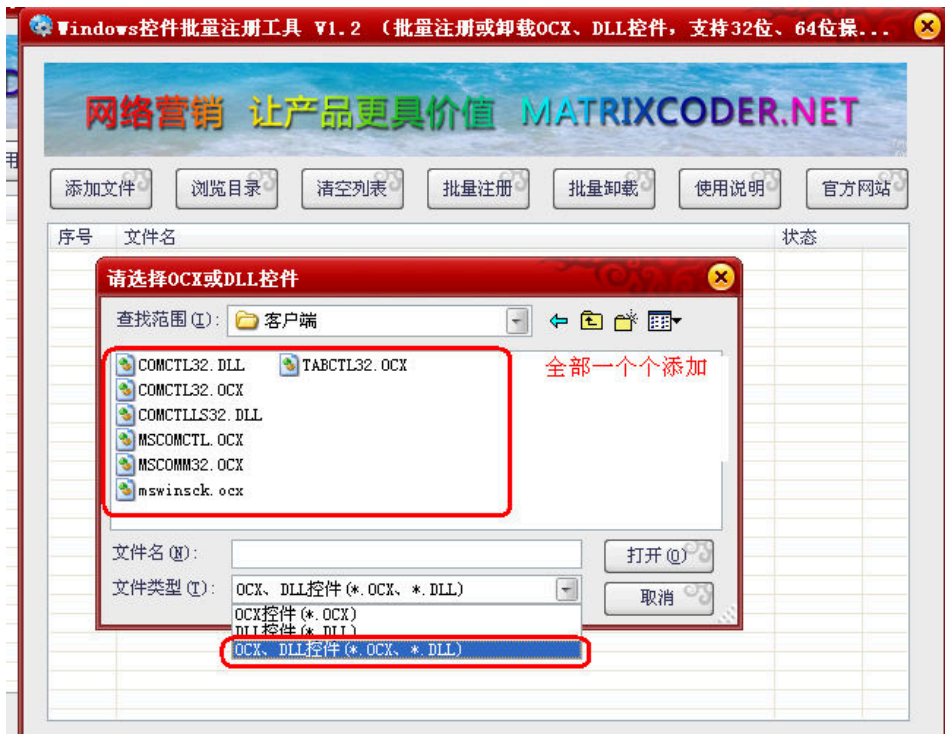 Windows控件批量注册工具 V1.2 （批量注册或卸载OCX、DLL控件，支持32位、64位操...
网络营销 让产品更具价值 MATRIXCODER.NET
用
添加文件 浏览目录 清空列表 批量注册 批量卸载 使用说明 官方网站
序号 文件名 状态
请选择OCX或DLL控件
查找范围(I): 客户端
COMCTL32.DLL TABCTL32.OCX
全部一个个添加
COMCTL32.OCX
COMCTLLS32.DLL
MSCOMCTL.OCX
MSCOMM32.OCX
mswinsck.ocx
文件名(N): 打开(O)
文件类型(T): OCX、DLL控件(*.OCX、*.DLL) 取消
OCX控件(*.OCX)
DLL控件(*.DLL)
OCX、DLL控件(*.OCX、*.DLL)